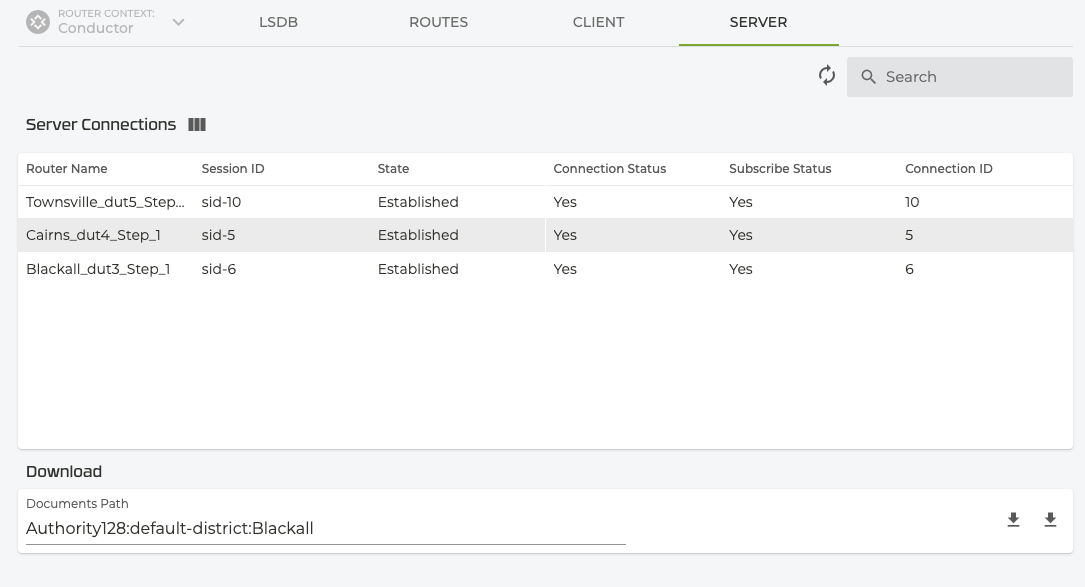 ROUTER CONTEXT:
Conductor
LSDB ROUTES CLIENT SERVER
Search
Server Connections
Router Name Session ID State Connection Status Subscribe Status Connection ID
Townsville_dut5_Step... sid-10 Established Yes Yes 10
Cairns_dut4_Step_1 sid-5 Established Yes Yes 5
Blackall_dut3_Step_1 sid-6 Established Yes Yes 6
Download
Documents Path
Authority128:default-district:Blackall